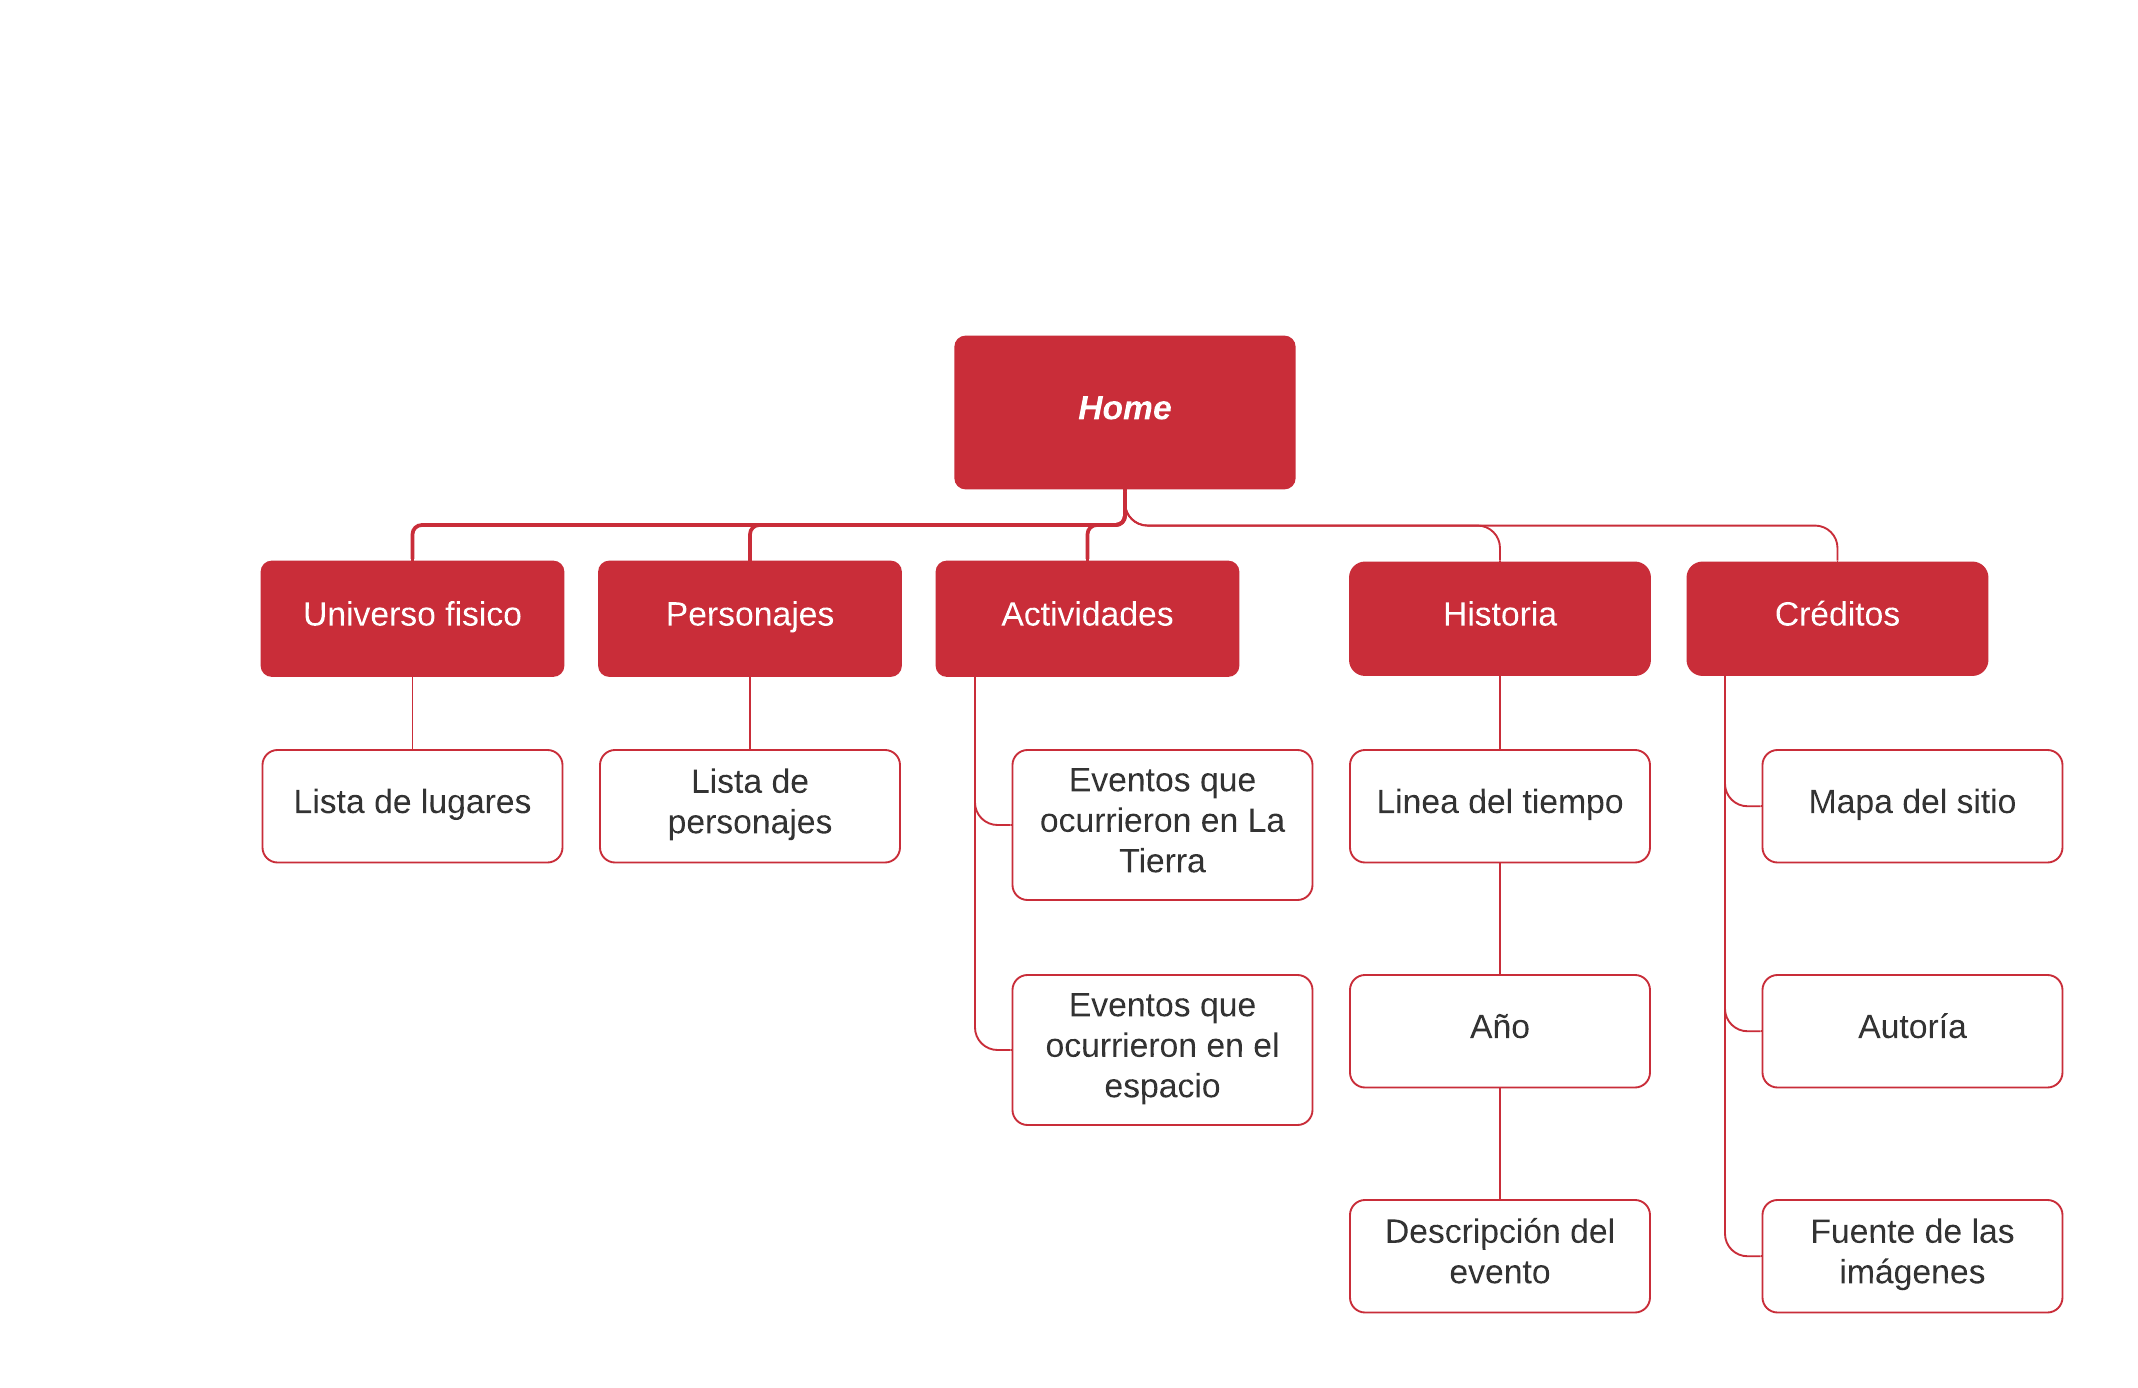 Home
Universo fisico
Personajes
Actividades
Historia
Créditos
Lista de lugares
Lista de
personajes
Eventos que
ocurrieron en La
Tierra
Linea del tiempo
Mapa del sitio
Eventos que
ocurrieron en el
espacio
Año
Autoría
Descripción del
evento
Fuente de las
imágenes